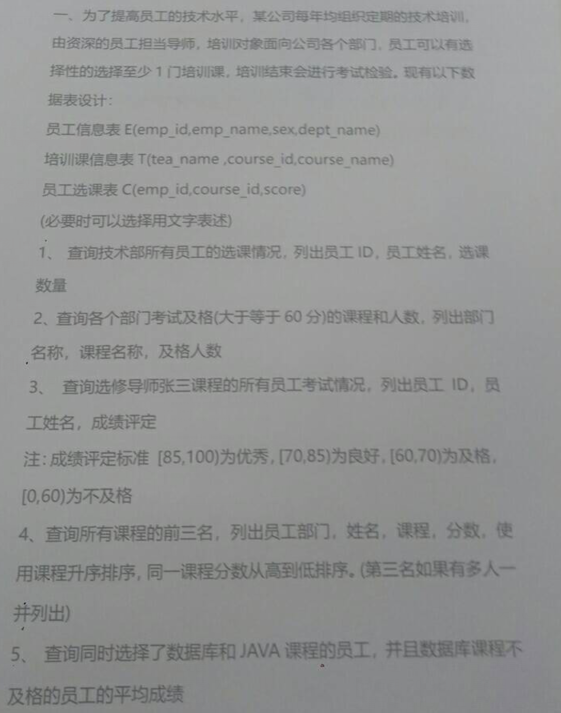 一、为了提高员工的技术水平，某公司每年均组织定期的技术培训，
由资深的员工担当导师，培训对象面向公司各个部门，员工可以有选
择性的选择至少1门培训课，培训结束会进行考试检验。现有以下数
据表设计：
员工信息表 E(emp_id,emp_name,sex,dept_name)
培训课信息表 T(tea_name ,course_id,course_name)
员工选课表 C(emp_id,course_id,score)
(必要时可以选择用文字表述)
1、 查询技术部所有员工的选课情况，列出员工 ID，员工姓名，选课
数量
2、查询各个部门考试及格(大于等于 60 分)的课程和人数，列出部门
名称，课程名称，及格人数
3、 查询选修导师张三课程的所有员工考试情况，列出员工 ID，员
工姓名，成绩评定
注：成绩评定标准 [85,100)为优秀，[70,85)为良好，[60,70)为及格，
[0,60)为不及格
4、查询所有课程的前三名，列出员工部门，姓名，课程，分数，使
用课程升序排序，同一课程分数从高到低排序。(第三名如果有多人一
并列出)
5、 查询同时选择了数据库和 JAVA 课程的员工，并且数据库课程不
及格的员工的平均成绩